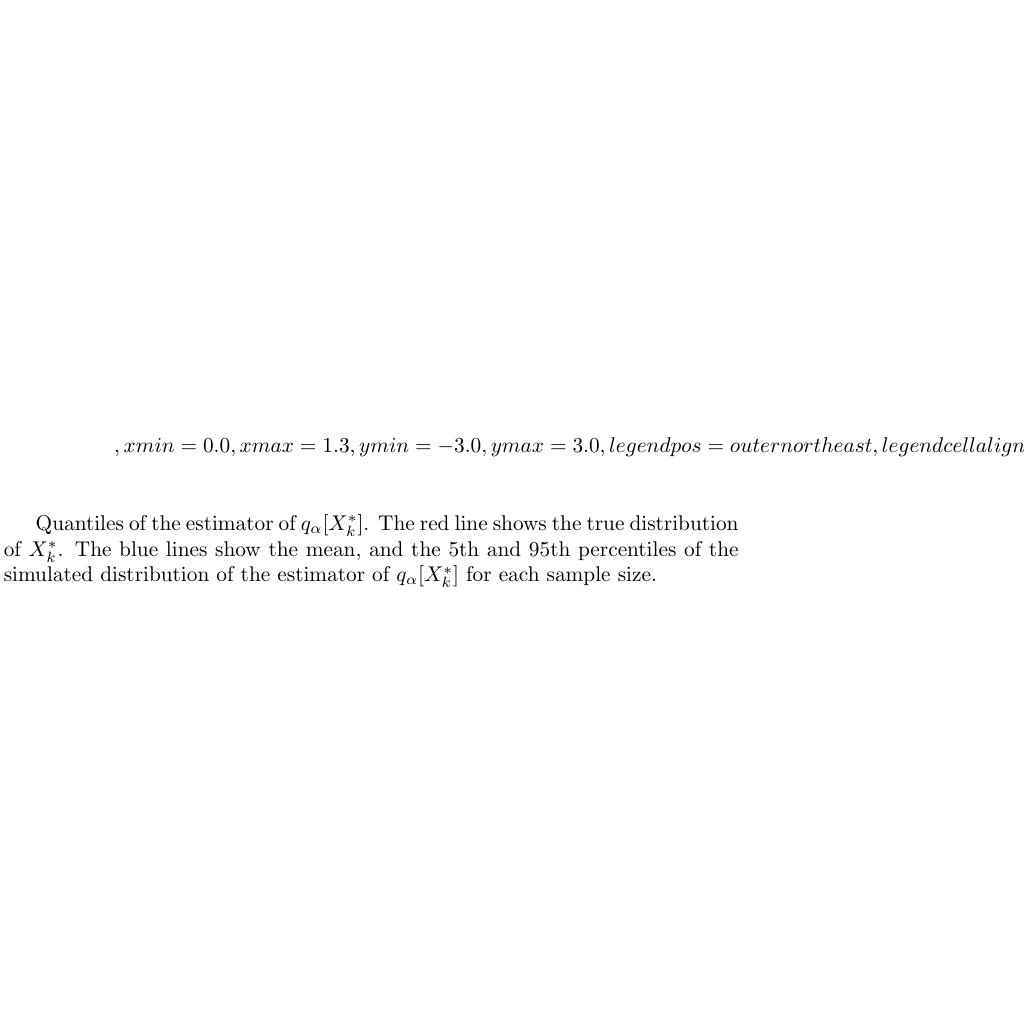 , xmin = 0.0, xmax = 1.3, ymin = −3.0, ymax = 3.0, legendpos = outernortheast, legendcellalign
Quantiles of the estimator of $q_\alpha[X_k^*]$. The red line shows the true distribution
of $X_k^*$. The blue lines show the mean, and the 5th and 95th percentiles of the
simulated distribution of the estimator of $q_\alpha[X_k^*]$ for each sample size.